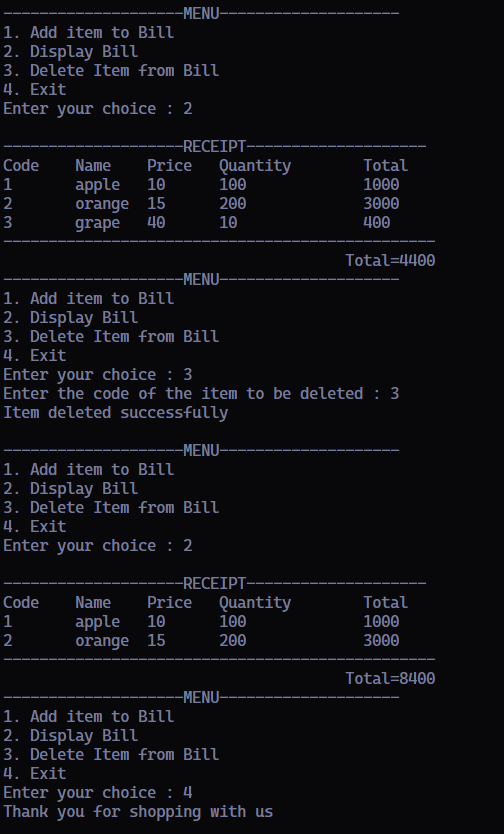 --------------------MENU--------------------
1. Add item to Bill
2. Display Bill
3. Delete Item from Bill
4. Exit
Enter your choice : 2
--------------------RECEIPT--------------------
Code    Name    Price   Quantity        Total
1       apple   10      100             1000
2       orange  15      200             3000
3       grape   40      10              400
------------------------------------------------
                                      Total=4400
--------------------MENU--------------------
1. Add item to Bill
2. Display Bill
3. Delete Item from Bill
4. Exit
Enter your choice : 3
Enter the code of the item to be deleted : 3
Item deleted successfully
--------------------MENU--------------------
1. Add item to Bill
2. Display Bill
3. Delete Item from Bill
4. Exit
Enter your choice : 2
--------------------RECEIPT--------------------
Code    Name    Price   Quantity        Total
1       apple   10      100             1000
2       orange  15      200             3000
------------------------------------------------
                                      Total=8400
--------------------MENU--------------------
1. Add item to Bill
2. Display Bill
3. Delete Item from Bill
4. Exit
Enter your choice : 4
Thank you for shopping with us